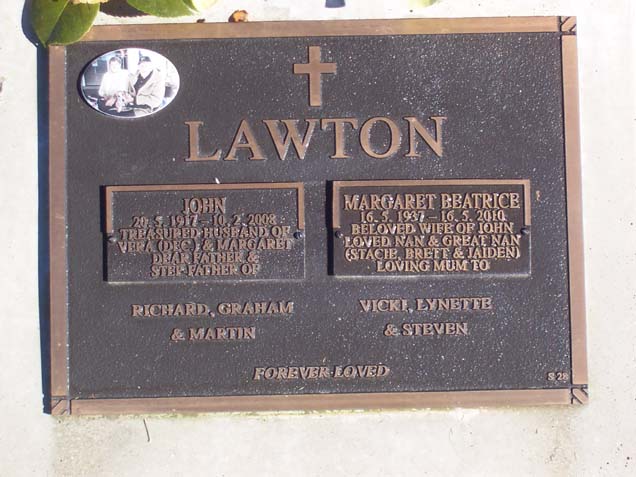 LAWTON
JOHN
20.5.1917 - 10.2.2008
TREASURED HUSBAND OF
VERA (DEC) & MARGARET
DEAR FATHER &
STEP-FATHER OF
RICHARD, GRAHAM
& MARTIN
MARGARET BEATRICE
16.5.1937 - 16.5.2010
BELOVED WIFE OF JOHN
LOVED NAN & GREAT NAN
(STACIE, BRETT & JAIDEN)
LOVING MUM TO
VICKI, LYNETTE
& STEVEN
FOREVER LOVED
S 28